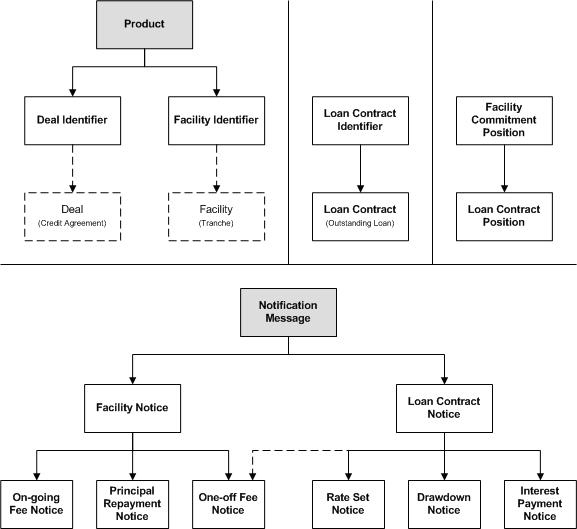 Product
Deal Identifier
Facility Identifier
Loan Contract
Identifier
Facility
Commitment
Position
Deal
(Credit Agreement)
Facility
(Tranche)
Loan Contract
(Outstanding Loan)
Loan Contract
Position
Notification
Message
Facility Notice
Loan Contract
Notice
On-going
Fee Notice
Principal
Repayment
Notice
One-off Fee
Notice
Rate Set
Notice
Drawdown
Notice
Interest
Payment
Notice